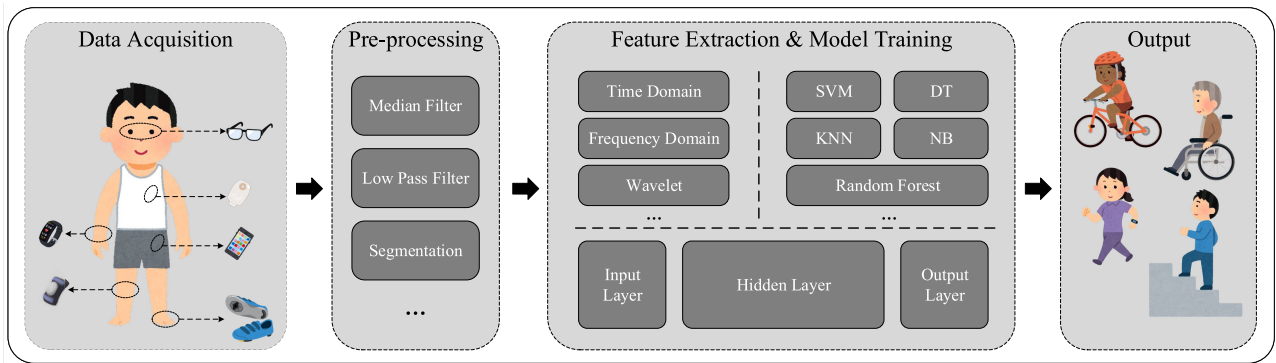 Data Acquisition
Pre-processing
Median Filter
Low Pass Filter
Segmentation
...
Feature Extraction & Model Training
Time Domain
Frequency Domain
Wavelet
...
SVM
DT
KNN
NB
Random Forest
...
Input
Layer
Hidden Layer
Output
Layer
Output